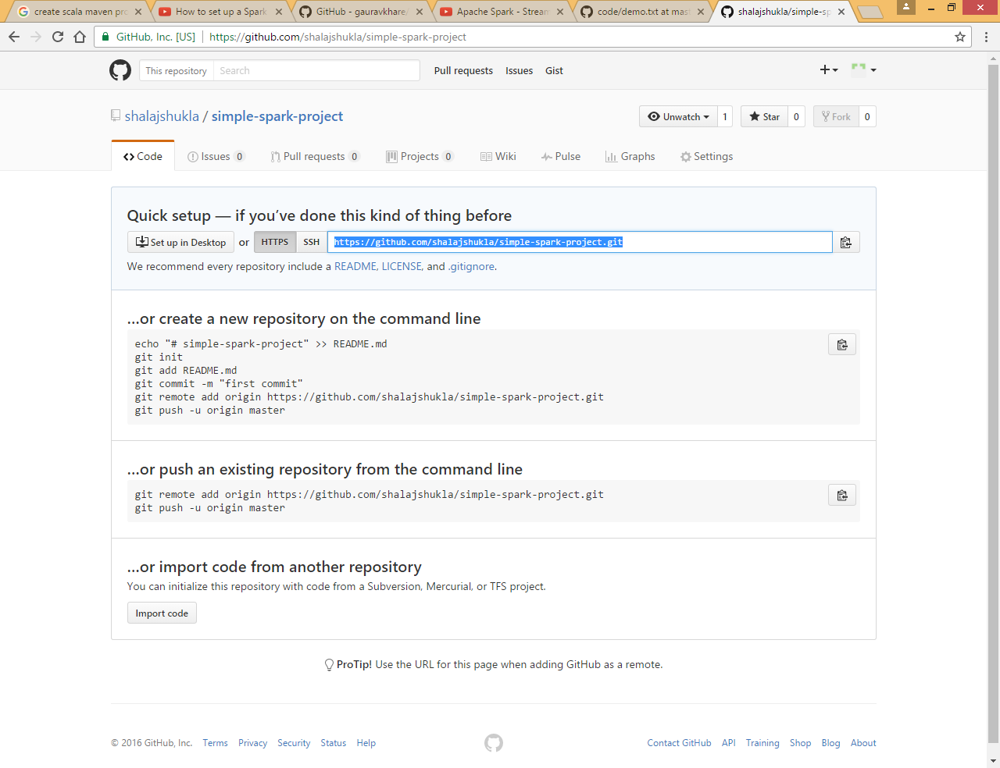 create scala maven pro
How to set up a Spark
GitHub - gauravkhare/
Apache Spark - Stream
code/demo.txt at mast
shalajshukla/simple-sp
GitHub, Inc. [US] https://github.com/shalajshukla/simple-spark-project
This repository Search Pull requests Issues Gist
shalajshukla / simple-spark-project Unwatch 1 Star 0 Fork 0
Code Issues 0 Pull requests 0 Projects 0 Wiki Pulse Graphs Settings
Quick setup — if you’ve done this kind of thing before
Set up in Desktop or HTTPS SSH https://github.com/shalajshukla/simple-spark-project.git
We recommend every repository include a README, LICENSE, and .gitignore.
…or create a new repository on the command line
echo "# simple-spark-project" >> README.md
git init
git add README.md
git commit -m "first commit"
git remote add origin https://github.com/shalajshukla/simple-spark-project.git
git push -u origin master
…or push an existing repository from the command line
git remote add origin https://github.com/shalajshukla/simple-spark-project.git
git push -u origin master
…or import code from another repository
You can initialize this repository with code from a Subversion, Mercurial, or TFS project.
Import code
ProTip! Use the URL for this page when adding GitHub as a remote.
© 2016 GitHub, Inc. Terms Privacy Security Status Help Contact GitHub API Training Shop Blog About